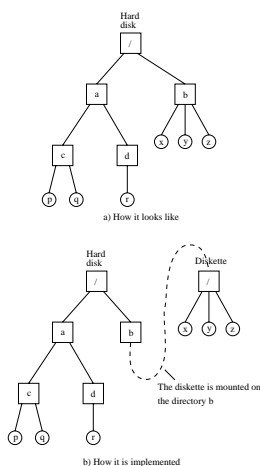 Hard
disk
/
a
b
c
d
x
y
z
p
q
r
a) How it looks like
Hard
disk
Diskette
/
/
a
b
x
y
z
c
d
The diskette is mounted on
the directory b
p
q
r
b) How it is implemented